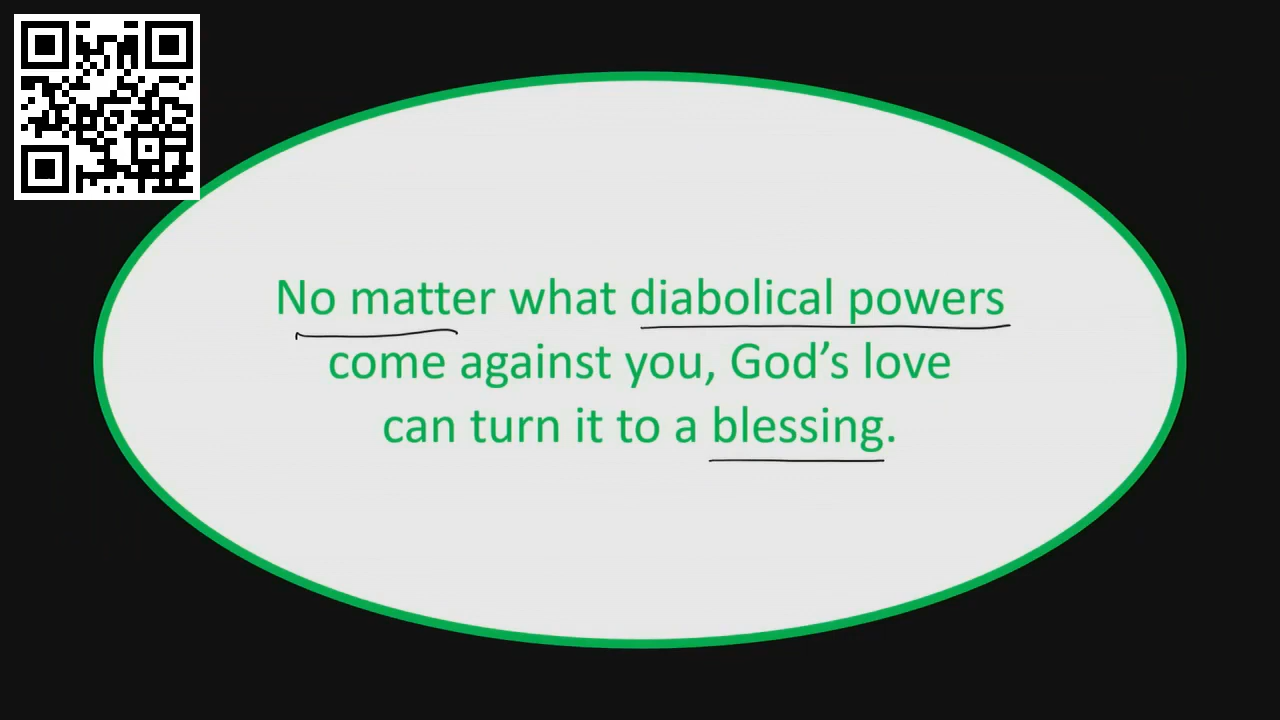 No matter what diabolical powers
come against you, God’s love
can turn it to a blessing.